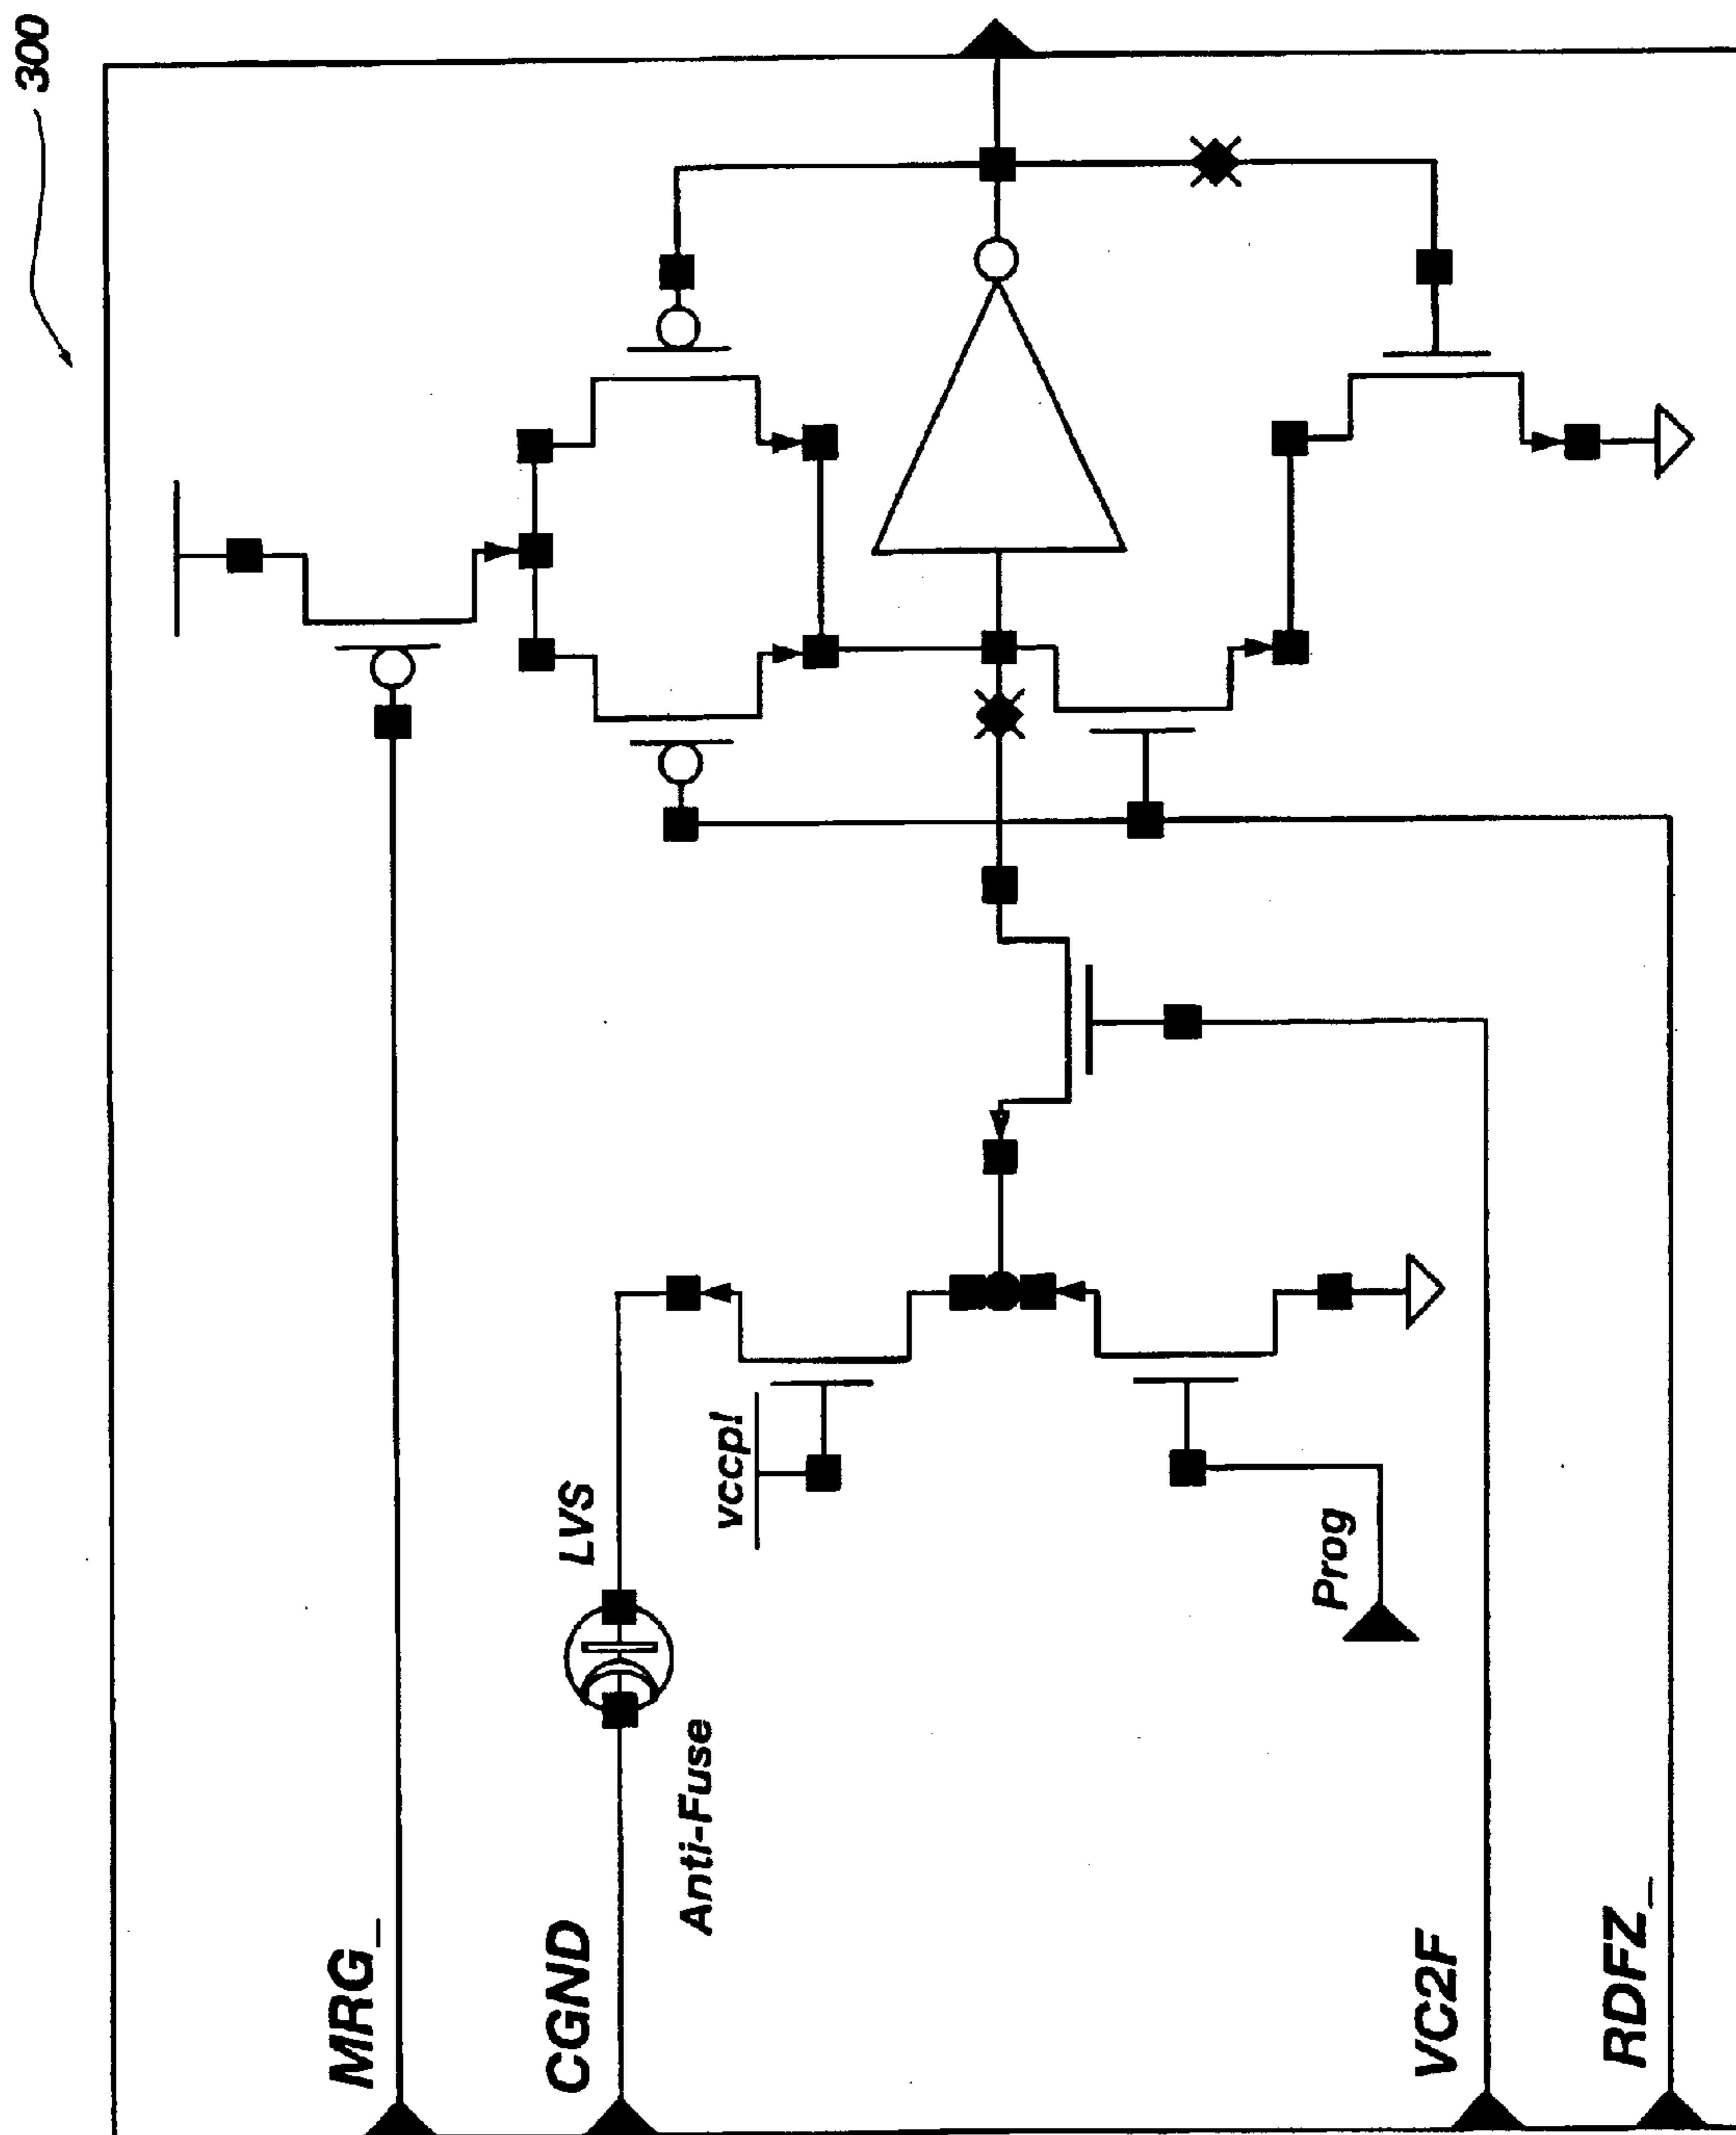 300
MRG_
CGND
Anti-Fuse
LVS
vccp!
Prog
VC2F
RDFZ_